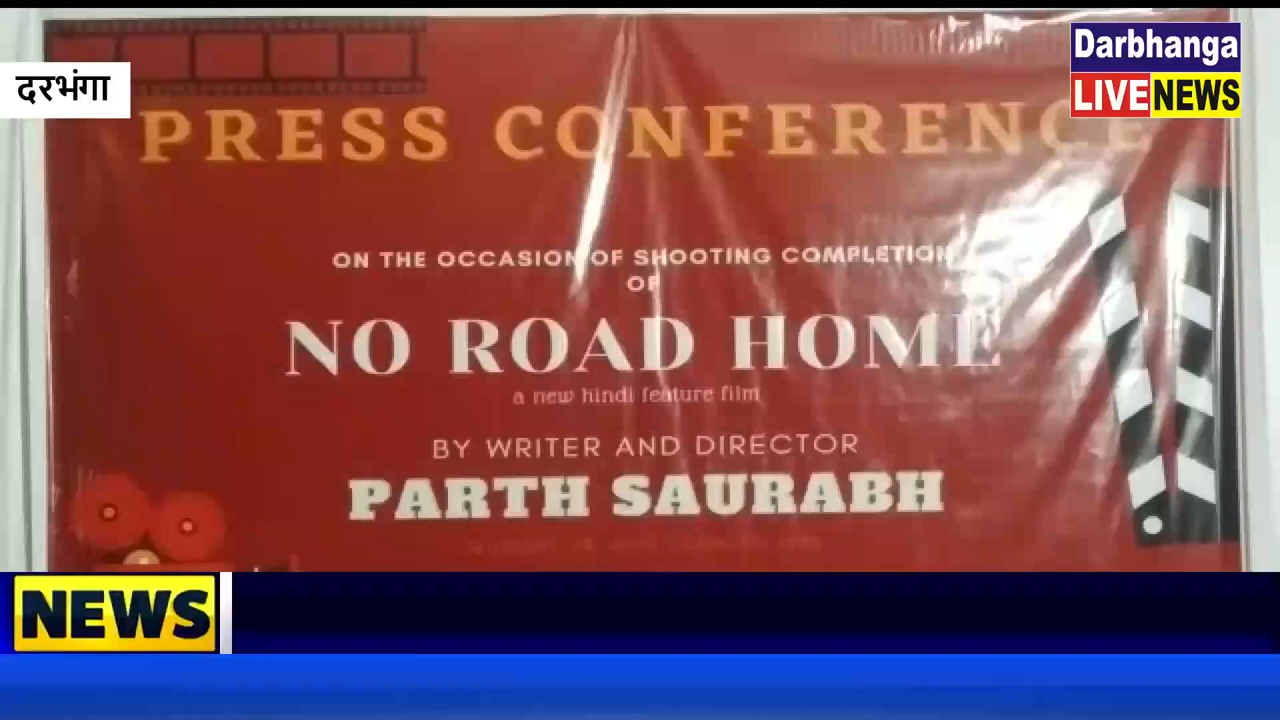 दरभंगा
Darbhanga
LIVE NEWS
PRESS CONFERENCE
ON THE OCCASION OF SHOOTING COMPLETION
OF
NO ROAD HOME
a new hindi feature film
BY WRITER AND DIRECTOR
PARTH SAURABH
NEWS